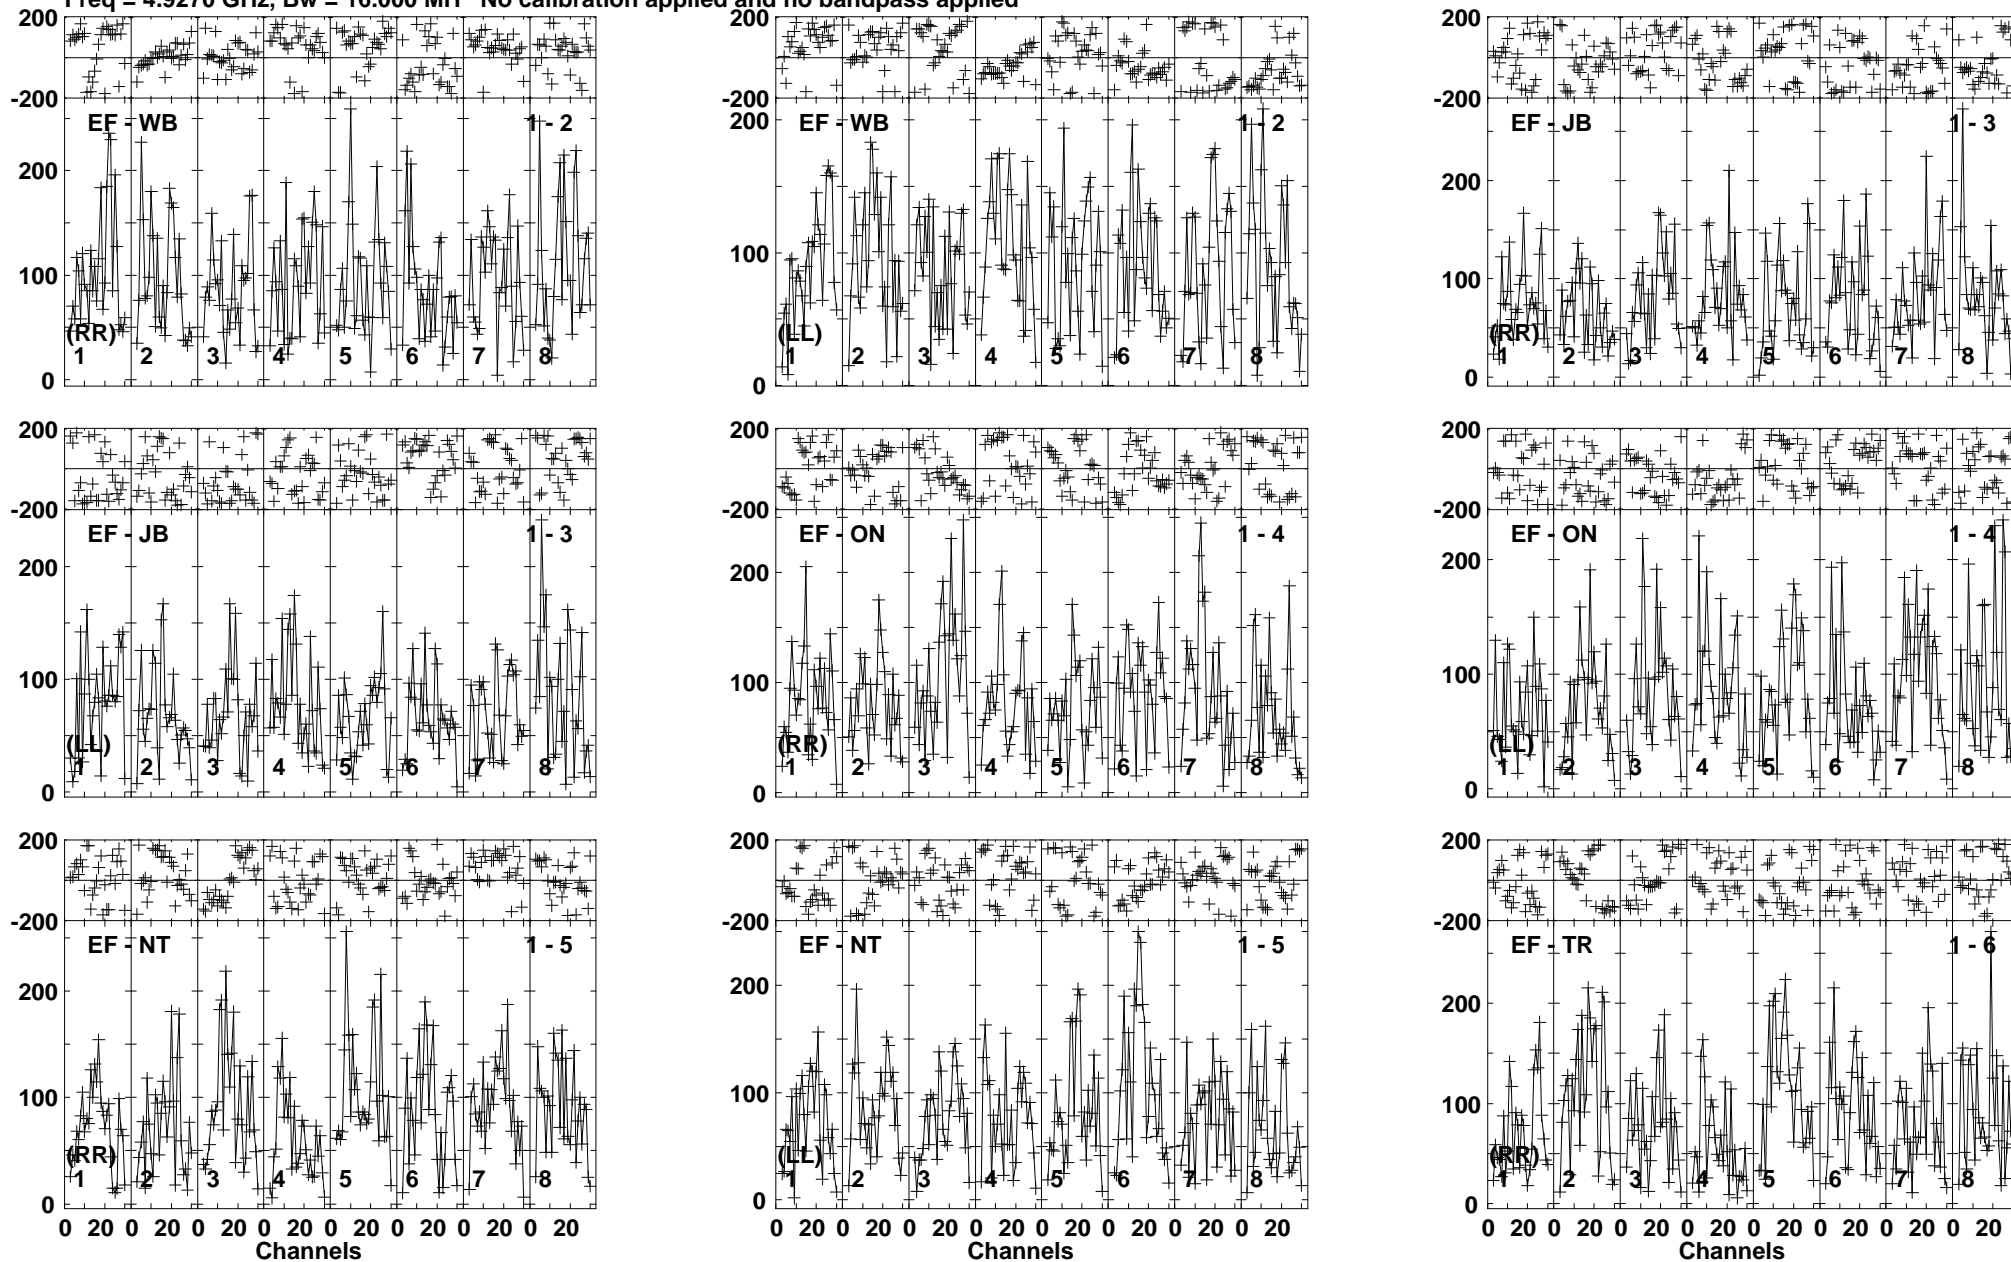 Freq = 4.9270 GHz, Bw = 16.000 MH No calibration applied and no bandpass applied
200 200 200
-200 -200 -200
EF - WB 1 - 2 EF - WB 1 - 2 EF - JB 1 - 3
200 200 200
100 100 100
(RR) (LL) (RR)
1 2 3 4 5 6 7 8 1 2 3 4 5 6 7 8 1 2 3 4 5 6 7 8
0 0 0
200 200 200
-200 -200 -200
EF - JB 1 - 3 EF - ON 1 - 4 EF - ON 1 - 4
200 200 200
100 100 100
(LL) (RR) (LL)
1 2 3 4 5 6 7 8 1 2 3 4 5 6 7 8 1 2 3 4 5 6 7 8
0 0 0
200 200 200
-200 -200 -200
EF - NT 1 - 5 EF - NT 1 - 5 EF - TR 1 - 6
200 200 200
100 100 100
(RR) (LL) (RR)
1 2 3 4 5 6 7 8 1 2 3 4 5 6 7 8 1 2 3 4 5 6 7 8
0 0 0
0 20 0 20 0 20 0 20 0 20 0 20 0 20 0 20 0 20 0 20 0 20 0 20 0 20 0 20 0 20 0 20 0 20 0 20 0 20 0 20 0 20 0 20 0 20 0 20
Channels Channels Channels